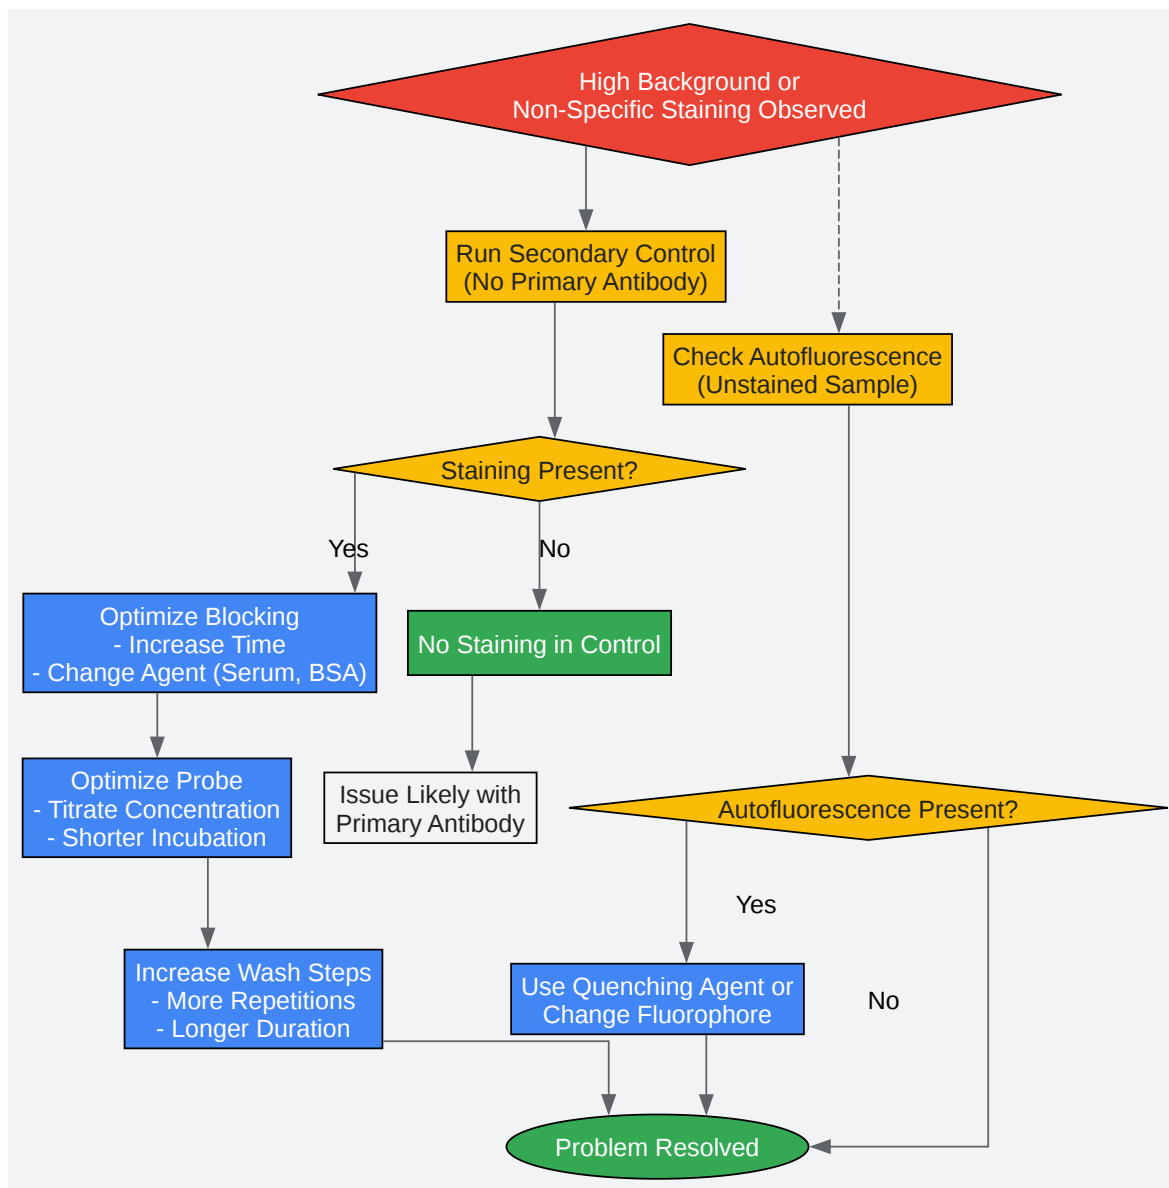 High Background or
Non-Specific Staining Observed
Run Secondary Control
(No Primary Antibody)
Check Autofluorescence
(Unstained Sample)
Staining Present?
Yes
No
Optimize Blocking
- Increase Time
- Change Agent (Serum, BSA)
No Staining in Control
Optimize Probe
- Titrate Concentration
- Shorter Incubation
Issue Likely with
Primary Antibody
Autofluorescence Present?
Yes
No
Increase Wash Steps
- More Repetitions
- Longer Duration
Use Quenching Agent or
Change Fluorophore
Problem Resolved